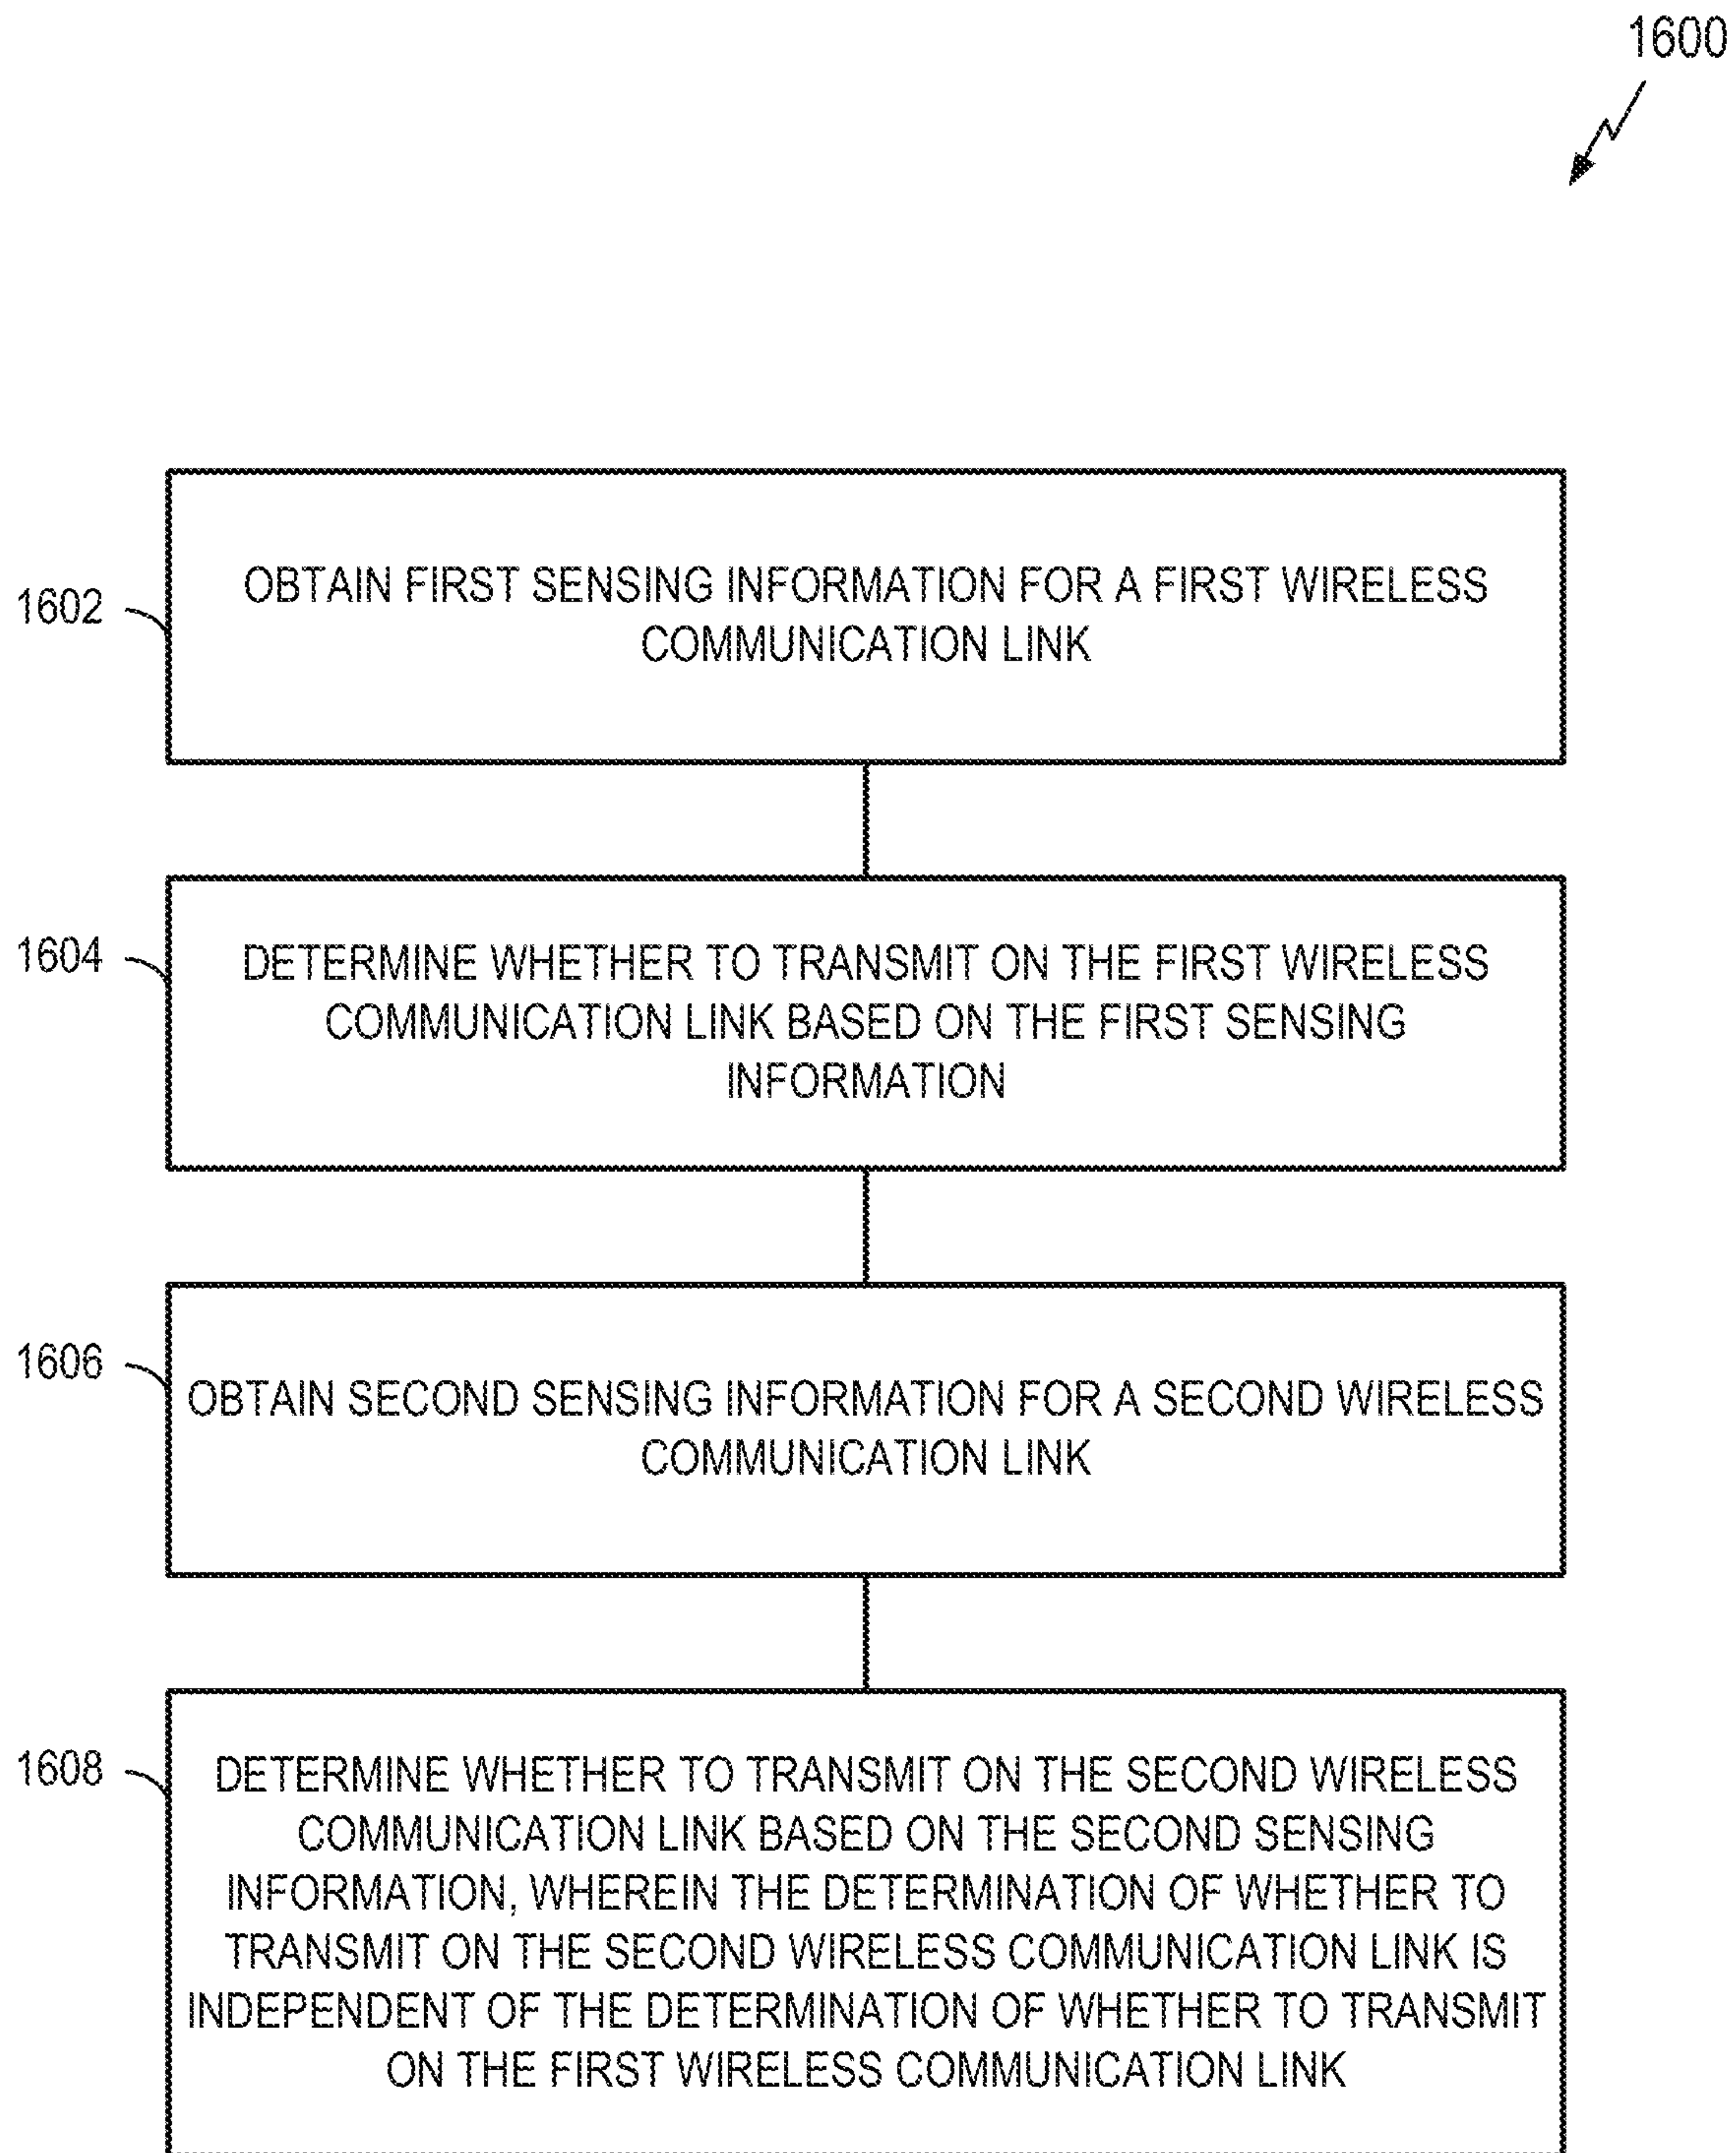 1600
1602
OBTAIN FIRST SENSING INFORMATION FOR A FIRST WIRELESS
COMMUNICATION LINK
1604
DETERMINE WHETHER TO TRANSMIT ON THE FIRST WIRELESS
COMMUNICATION LINK BASED ON THE FIRST SENSING
INFORMATION
1606
OBTAIN SECOND SENSING INFORMATION FOR A SECOND WIRELESS
COMMUNICATION LINK
1608
DETERMINE WHETHER TO TRANSMIT ON THE SECOND WIRELESS
COMMUNICATION LINK BASED ON THE SECOND SENSING
INFORMATION, WHEREIN THE DETERMINATION OF WHETHER TO
TRANSMIT ON THE SECOND WIRELESS COMMUNICATION LINK IS
INDEPENDENT OF THE DETERMINATION OF WHETHER TO TRANSMIT
ON THE FIRST WIRELESS COMMUNICATION LINK